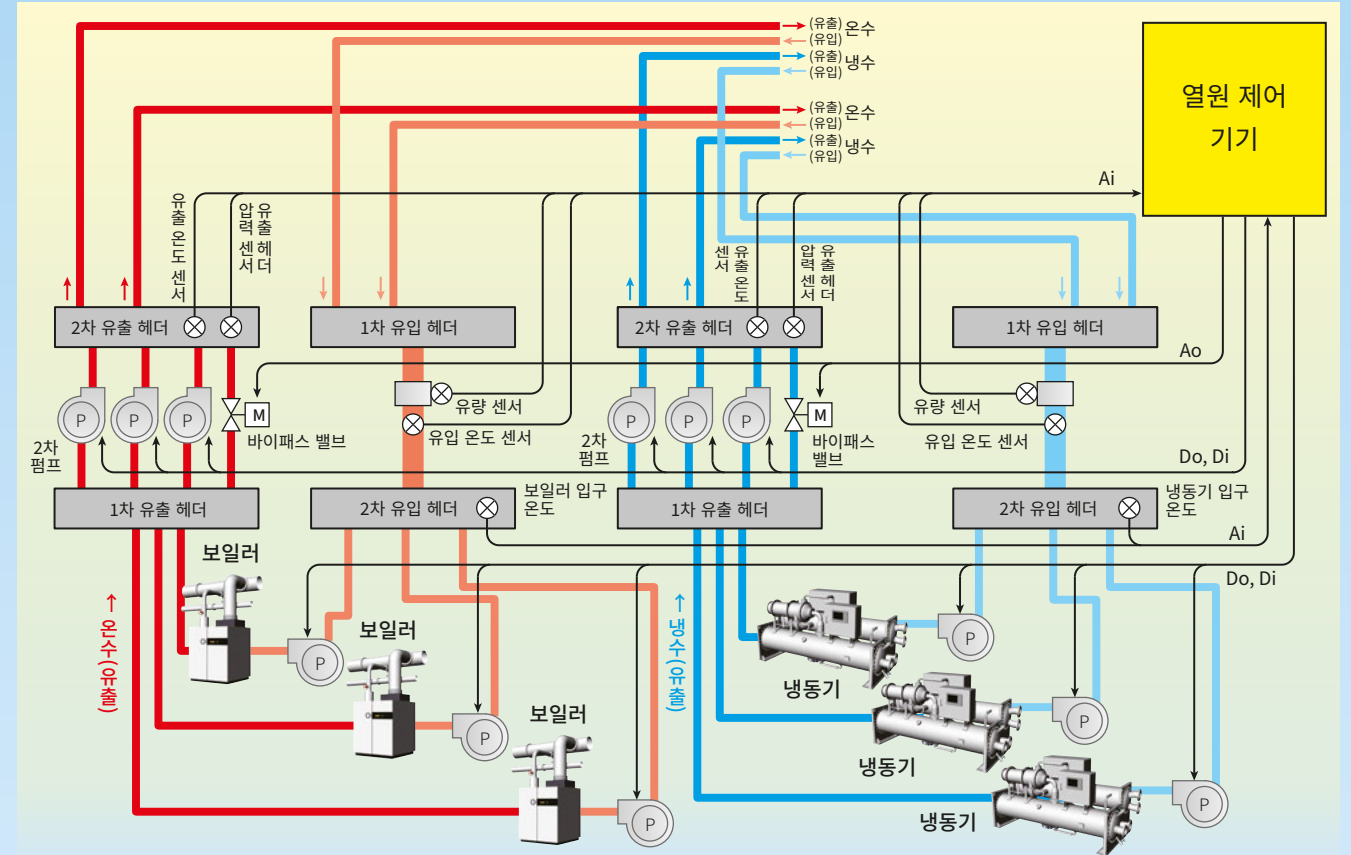 (유출)
(유입)
온수
(유출)
(유입)
냉수
(유출)
(유입)
온수
(유출)
(유입)
냉수
열원 제어
기기
Ai
유출 온도 센서
유출 헤더
압력 센서
유출 온도
센서
유출 헤더
압력 센서
2차 유출 헤더
1차 유입 헤더
2차 유출 헤더
1차 유입 헤더
Ao
P
P
P
M
유량 센서
P
P
P
M
유량 센서
바이패스 밸브
유입 온도 센서
바이패스
밸브
유입 온도 센서
2차
펌프
2차
펌프
Do, Di
1차 유출 헤더
2차 유입 헤더
보일러 입구
온도
1차 유출 헤더
2차 유입 헤더
냉동기 입구
온도
Ai
Do, Di
보일러
P
보일러
P
보일러
P
↑ 온수(유출)
↑ 냉수(유출)
P
냉동기
P
냉동기
P
냉동기